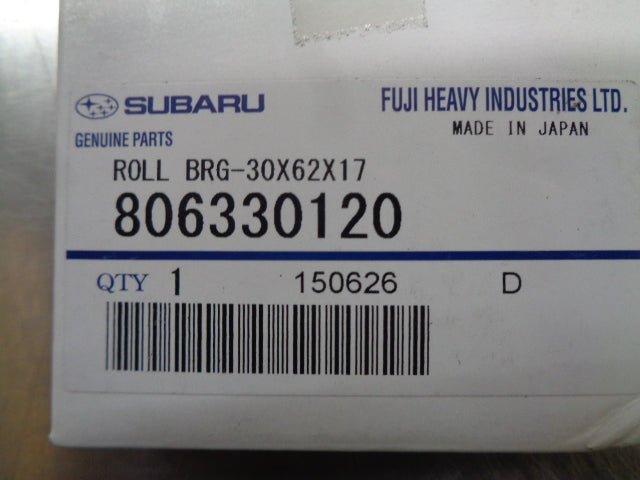 SUBARU
FUJI HEAVY INDUSTRIES LTD.
GENUINE PARTS
MADE IN JAPAN
ROLL BRG-30X62X17
806330120
QTY 1 150626 D